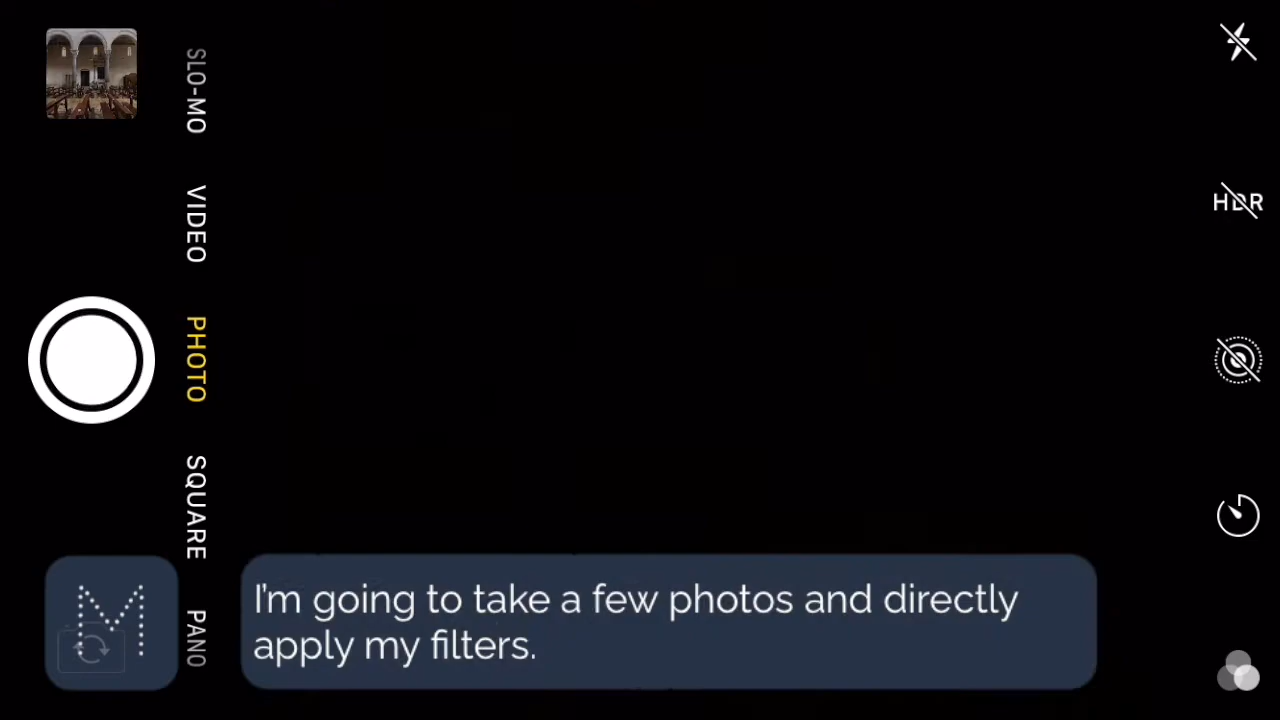 SLO-MO
VIDEO
PHOTO
SQUARE
PANO
HDR
M
I'm going to take a few photos and directly
apply my filters.